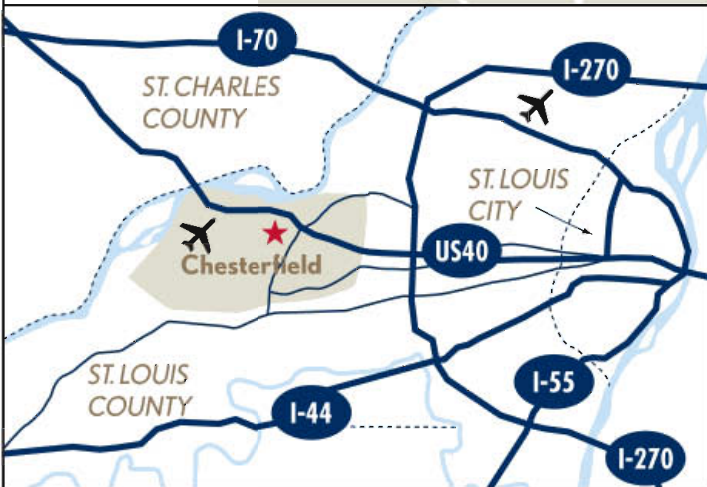 I-70
I-270
ST. CHARLES
COUNTY
ST. LOUIS
CITY
US40
Chesterfield
ST. LOUIS
COUNTY
I-55
I-44
I-270